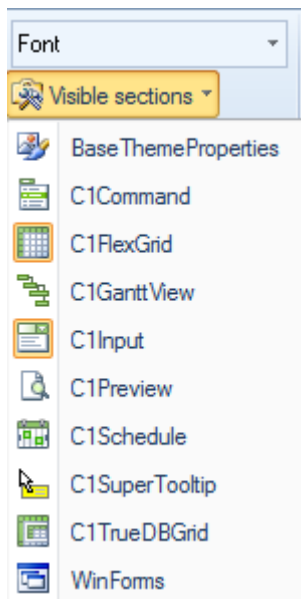 Font
Visible sections
BaseThemeProperties
C1Command
C1FlexGrid
C1GanttView
C1Input
C1Preview
C1Schedule
C1SuperTooltip
C1TrueDBGrid
WinForms